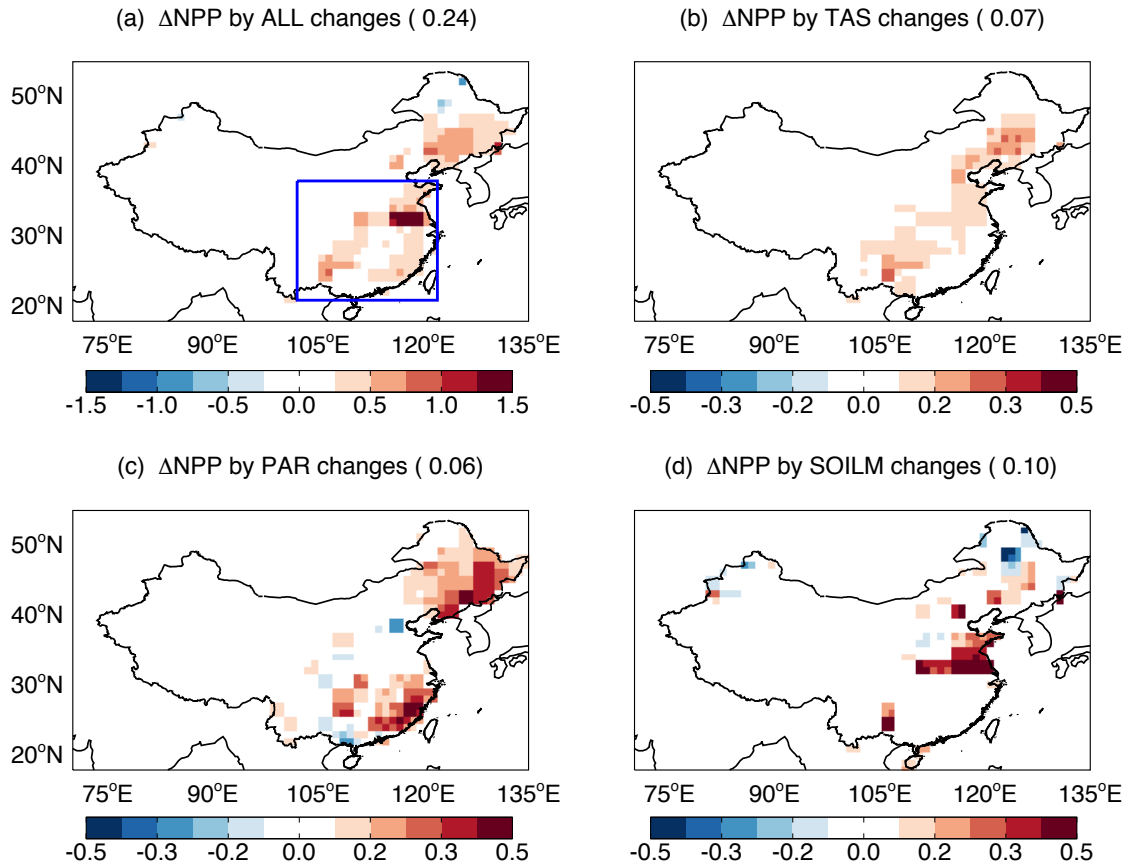 (a) ΔNPP by ALL changes ( 0.24)
(b) ΔNPP by TAS changes ( 0.07)
50°N
40°N
30°N
20°N
75°E 90°E 105°E 120°E 135°E
75°E 90°E 105°E 120°E 135°E
-1.5 -1.0 -0.5 0.0 0.5 1.0 1.5
-0.5 -0.3 -0.2 0.0 0.2 0.3 0.5
(c) ΔNPP by PAR changes ( 0.06)
(d) ΔNPP by SOILM changes ( 0.10)
50°N
40°N
30°N
20°N
75°E 90°E 105°E 120°E 135°E
75°E 90°E 105°E 120°E 135°E
-0.5 -0.3 -0.2 0.0 0.2 0.3 0.5
-0.5 -0.3 -0.2 0.0 0.2 0.3 0.5